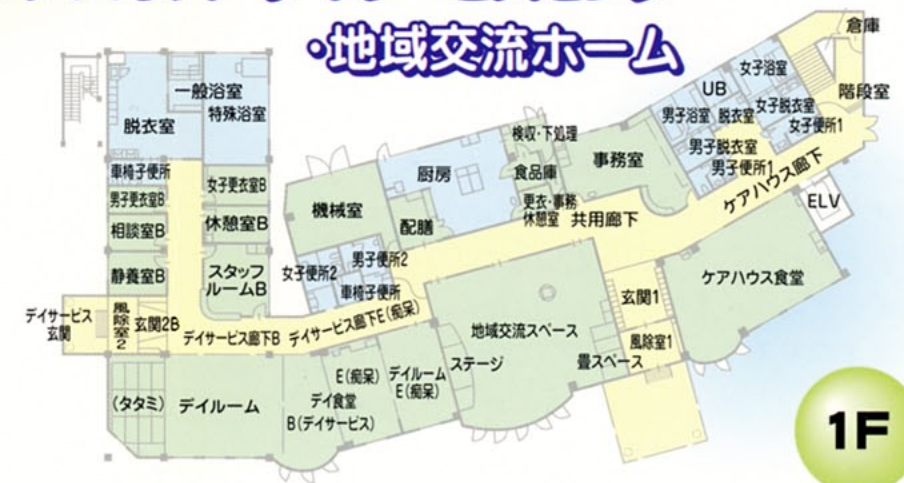 ・地域交流ホーム
倉庫
女子浴室
UB
階段室
男子浴室
脱衣室
女子脱衣室
女子便所1
男子脱衣室
男子便所1
ケアハウス廊下
ELV
一般浴室
特殊浴室
脱衣室
検収・下処理
事務室
厨房
食品庫
車椅子便所
女子更衣室B
男子更衣室B
機械室
配膳
更衣・事務
休憩室
共用廊下
相談室B
休憩室B
静養室B
スタッフ
ルームB
女子便所2
男子便所2
車椅子便所
ケアハウス食堂
デイサービス
玄関
風除室2
玄関2B
デイサービス廊下B
デイサービス廊下E(痴呆)
地域交流スペース
玄関1
ステージ
畳スペース
風除室1
(タタミ)
デイルーム
E(痴呆)
デイ食堂
B(デイサービス)
デイルーム
E(痴呆)
1F